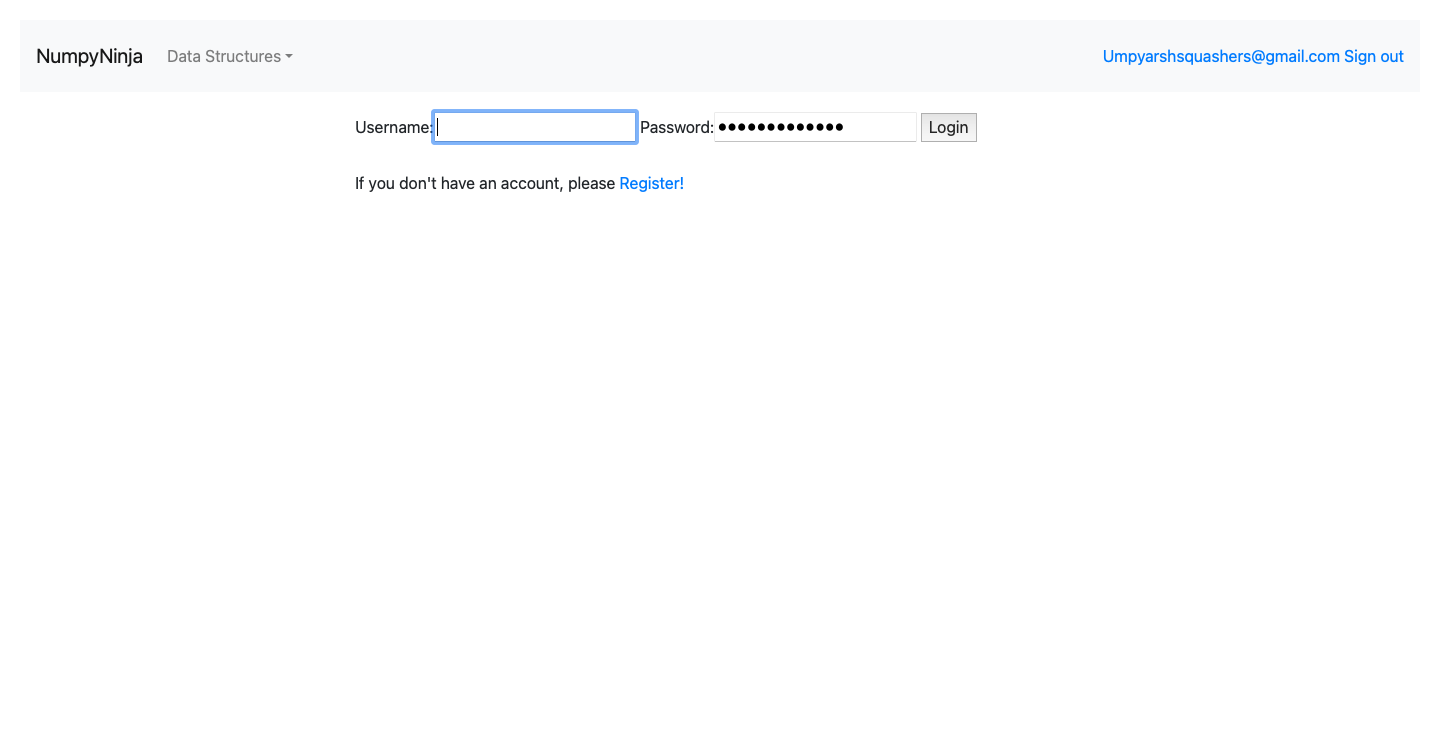 NumpyNinja Data Structures Umpyarshsquashers@gmail.com Sign out
Username: Password: ●●●●●●●●●●●●● Login
If you don't have an account, please Register!